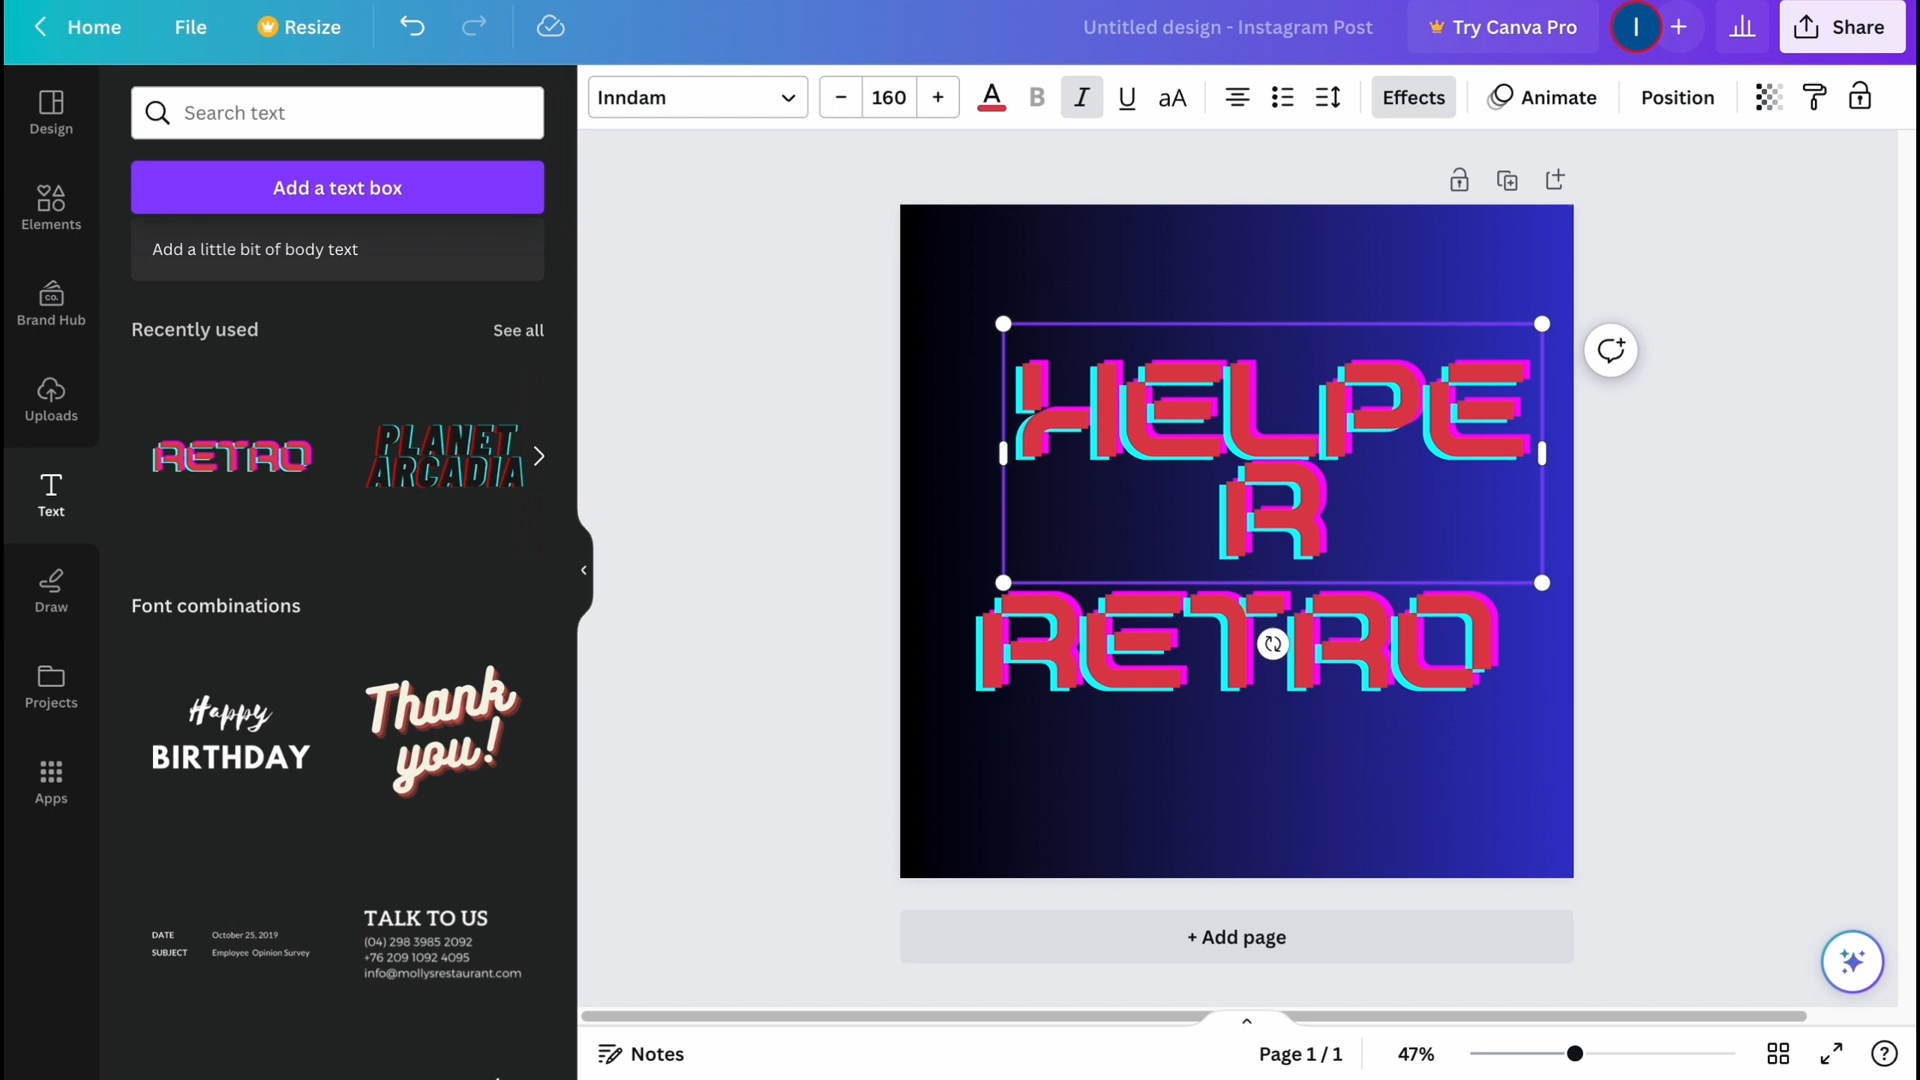 Home
File
Resize
Untitled design - Instagram Post
Try Canva Pro
I
Share
Design
Elements
CO.
Brand Hub
Uploads
Text
Draw
Projects
Apps
Search text
Add a text box
Add a little bit of body text
Recently used
See all
RETRO
PLANET
ARCADIA
Font combinations
Happy
BIRTHDAY
Thank
you!
DATE October 25, 2019
SUBJECT Employee Opinion Survey
TALK TO US
(04) 298 3985 2092
+76 209 1092 4095
info@mollysrestaurant.com
Inndam
160
A
B
I
U
aA
Effects
Animate
Position
HELPE
R
RETRO
+ Add page
Notes
Page 1 / 1
47%